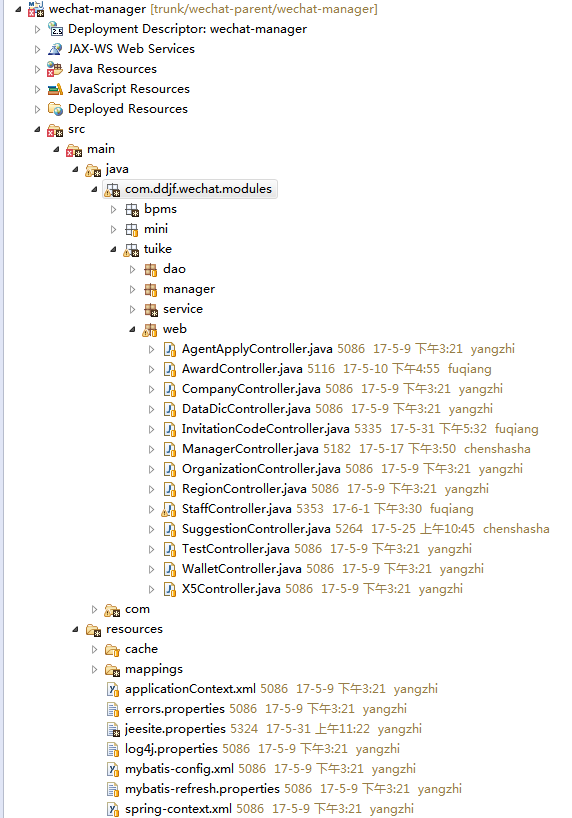 wechat-manager [trunk/wechat-parent/wechat-manager]
Deployment Descriptor: wechat-manager
JAX-WS Web Services
Java Resources
JavaScript Resources
Deployed Resources
src
main
java
com.ddjf.wechat.modules
bpms
mini
tuike
dao
manager
service
web
AgentApplyController.java 5086 17-5-9 下午3:21 yangzhi
AwardController.java 5116 17-5-10 下午4:55 fuqiang
CompanyController.java 5086 17-5-9 下午3:21 yangzhi
DataDicController.java 5086 17-5-9 下午3:21 yangzhi
InvitationCodeController.java 5335 17-5-31 下午5:32 fuqiang
ManagerController.java 5182 17-5-17 下午3:50 chenshasha
OrganizationController.java 5086 17-5-9 下午3:21 yangzhi
RegionController.java 5086 17-5-9 下午3:21 yangzhi
StaffController.java 5353 17-6-1 下午3:30 fuqiang
SuggestionController.java 5264 17-5-25 上午10:45 chenshasha
TestController.java 5086 17-5-9 下午3:21 yangzhi
WalletController.java 5086 17-5-9 下午3:21 yangzhi
X5Controller.java 5086 17-5-9 下午3:21 yangzhi
com
resources
cache
mappings
applicationContext.xml 5086 17-5-9 下午3:21 yangzhi
errors.properties 5086 17-5-9 下午3:21 yangzhi
jeesite.properties 5324 17-5-31 上午11:22 yangzhi
log4j.properties 5086 17-5-9 下午3:21 yangzhi
mybatis-config.xml 5086 17-5-9 下午3:21 yangzhi
mybatis-refresh.properties 5086 17-5-9 下午3:21 yangzhi
spring-context.xml 5086 17-5-9 下午3:21 yangzhi